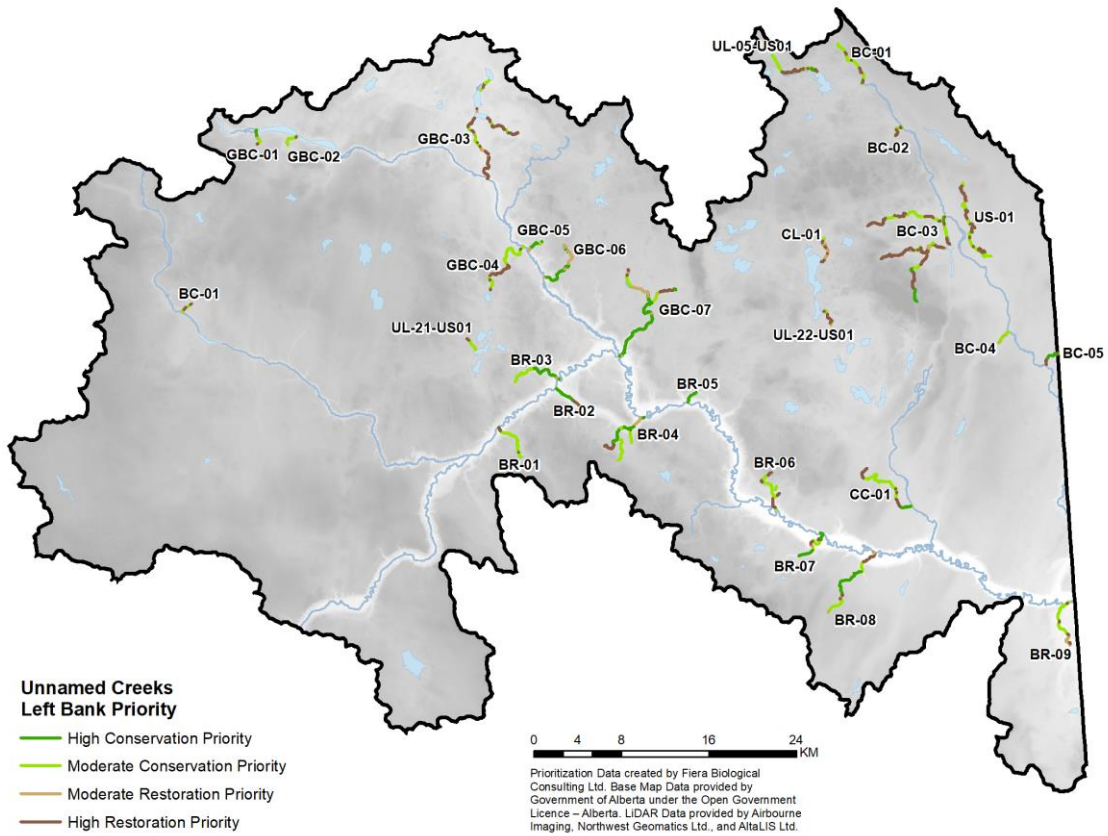 UL-05-US01
BC-01
GBC-03
BC-02
GBC-01
GBC-02
US-01
BC-03
CL-01
GBC-05
GBC-06
GBC-04
BC-01
GBC-07
UL-21-US01
UL-22-US01
BC-04
BC-05
BR-03
BR-05
BR-02
BR-04
BR-01
BR-06
CC-01
BR-07
BR-08
BR-09
Unnamed Creeks
Left Bank Priority
High Conservation Priority
Moderate Conservation Priority
Moderate Restoration Priority
High Restoration Priority
0 4 8 16 24
KM
Prioritization Data created by Fiera Biological
Consulting Ltd. Base Map Data provided by
Government of Alberta under the Open Government
Licence – Alberta. LiDAR Data provided by Airbourne
Imaging, Northwest Geomatics Ltd., and AltaLIS Ltd.